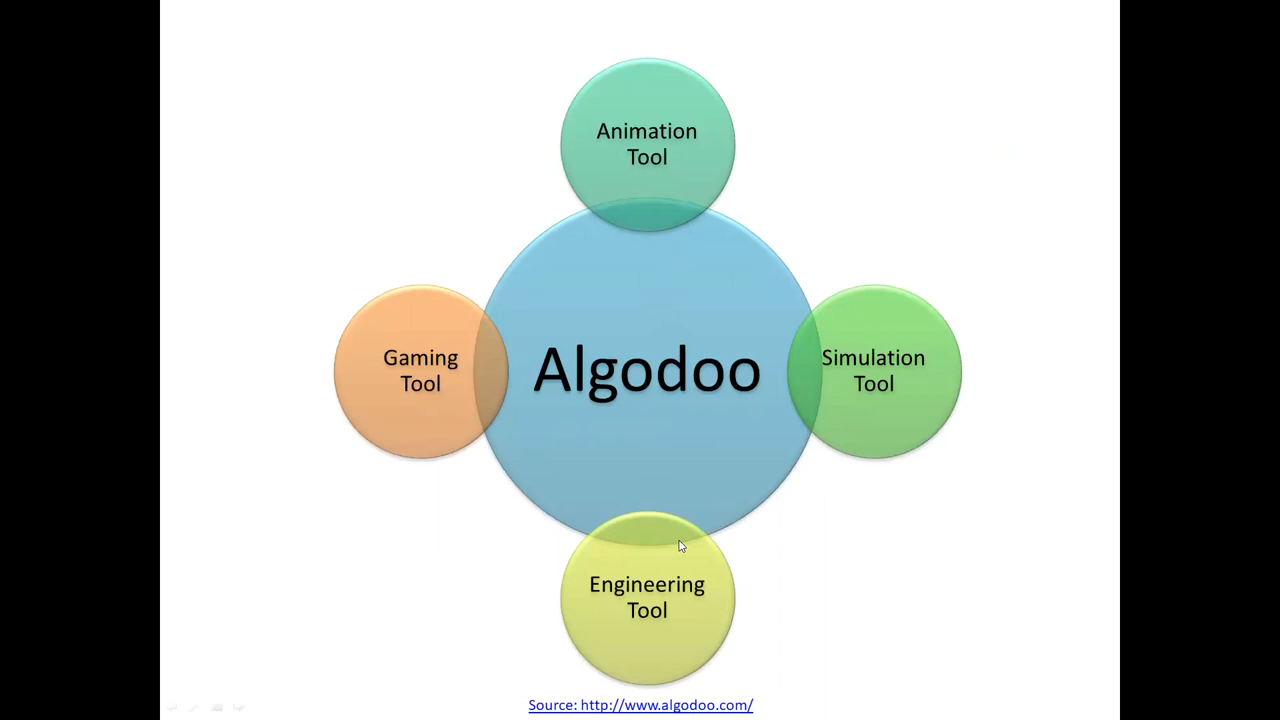 Animation
Tool
Gaming
Tool
Algodoo
Simulation
Tool
Engineering
Tool
Source: http://www.algodoo.com/